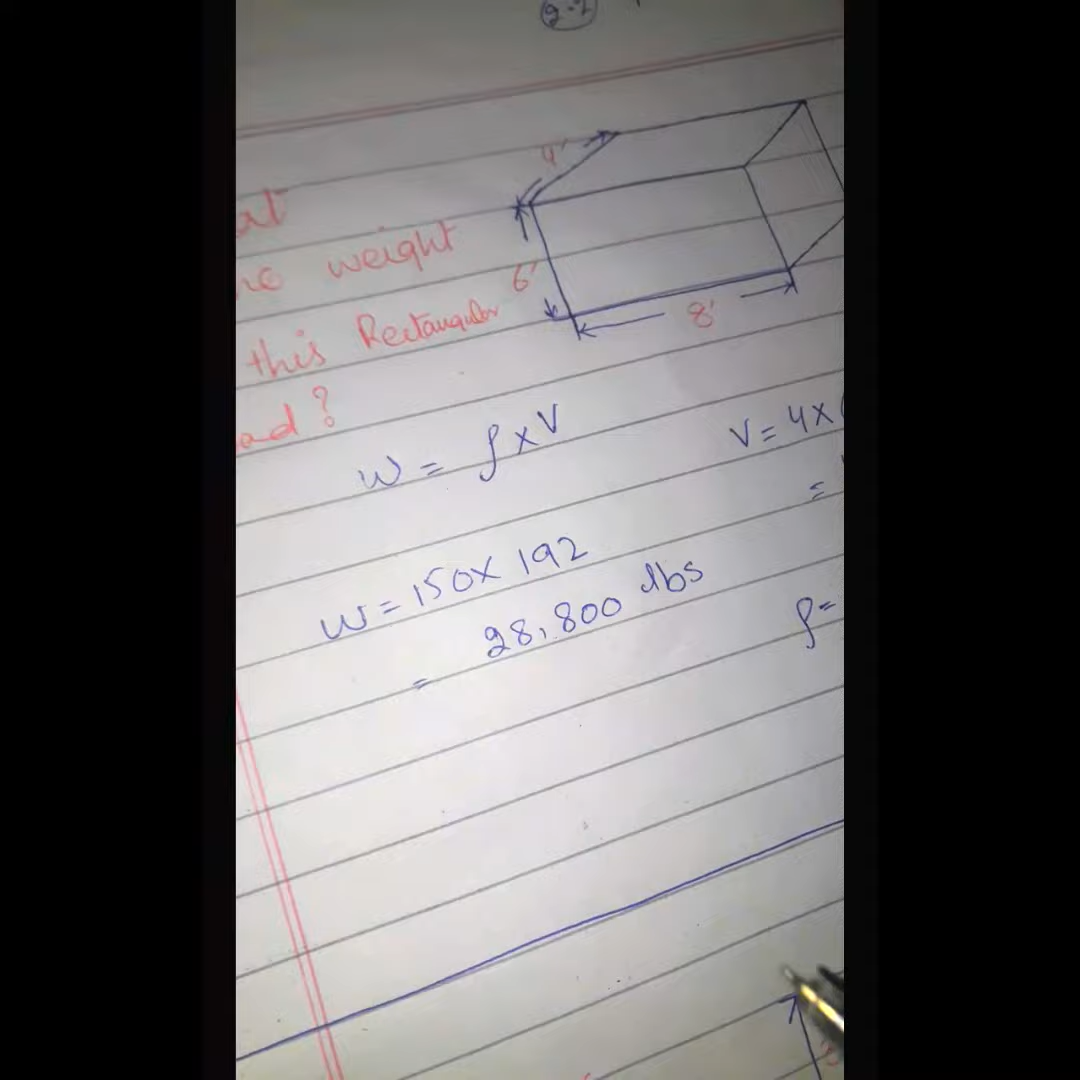 4'
weight
6'
this Rectangular
8'
?
W = ρ x V
V = 4 x
=
W = 150 x 192
= 28,800 lbs
ρ =